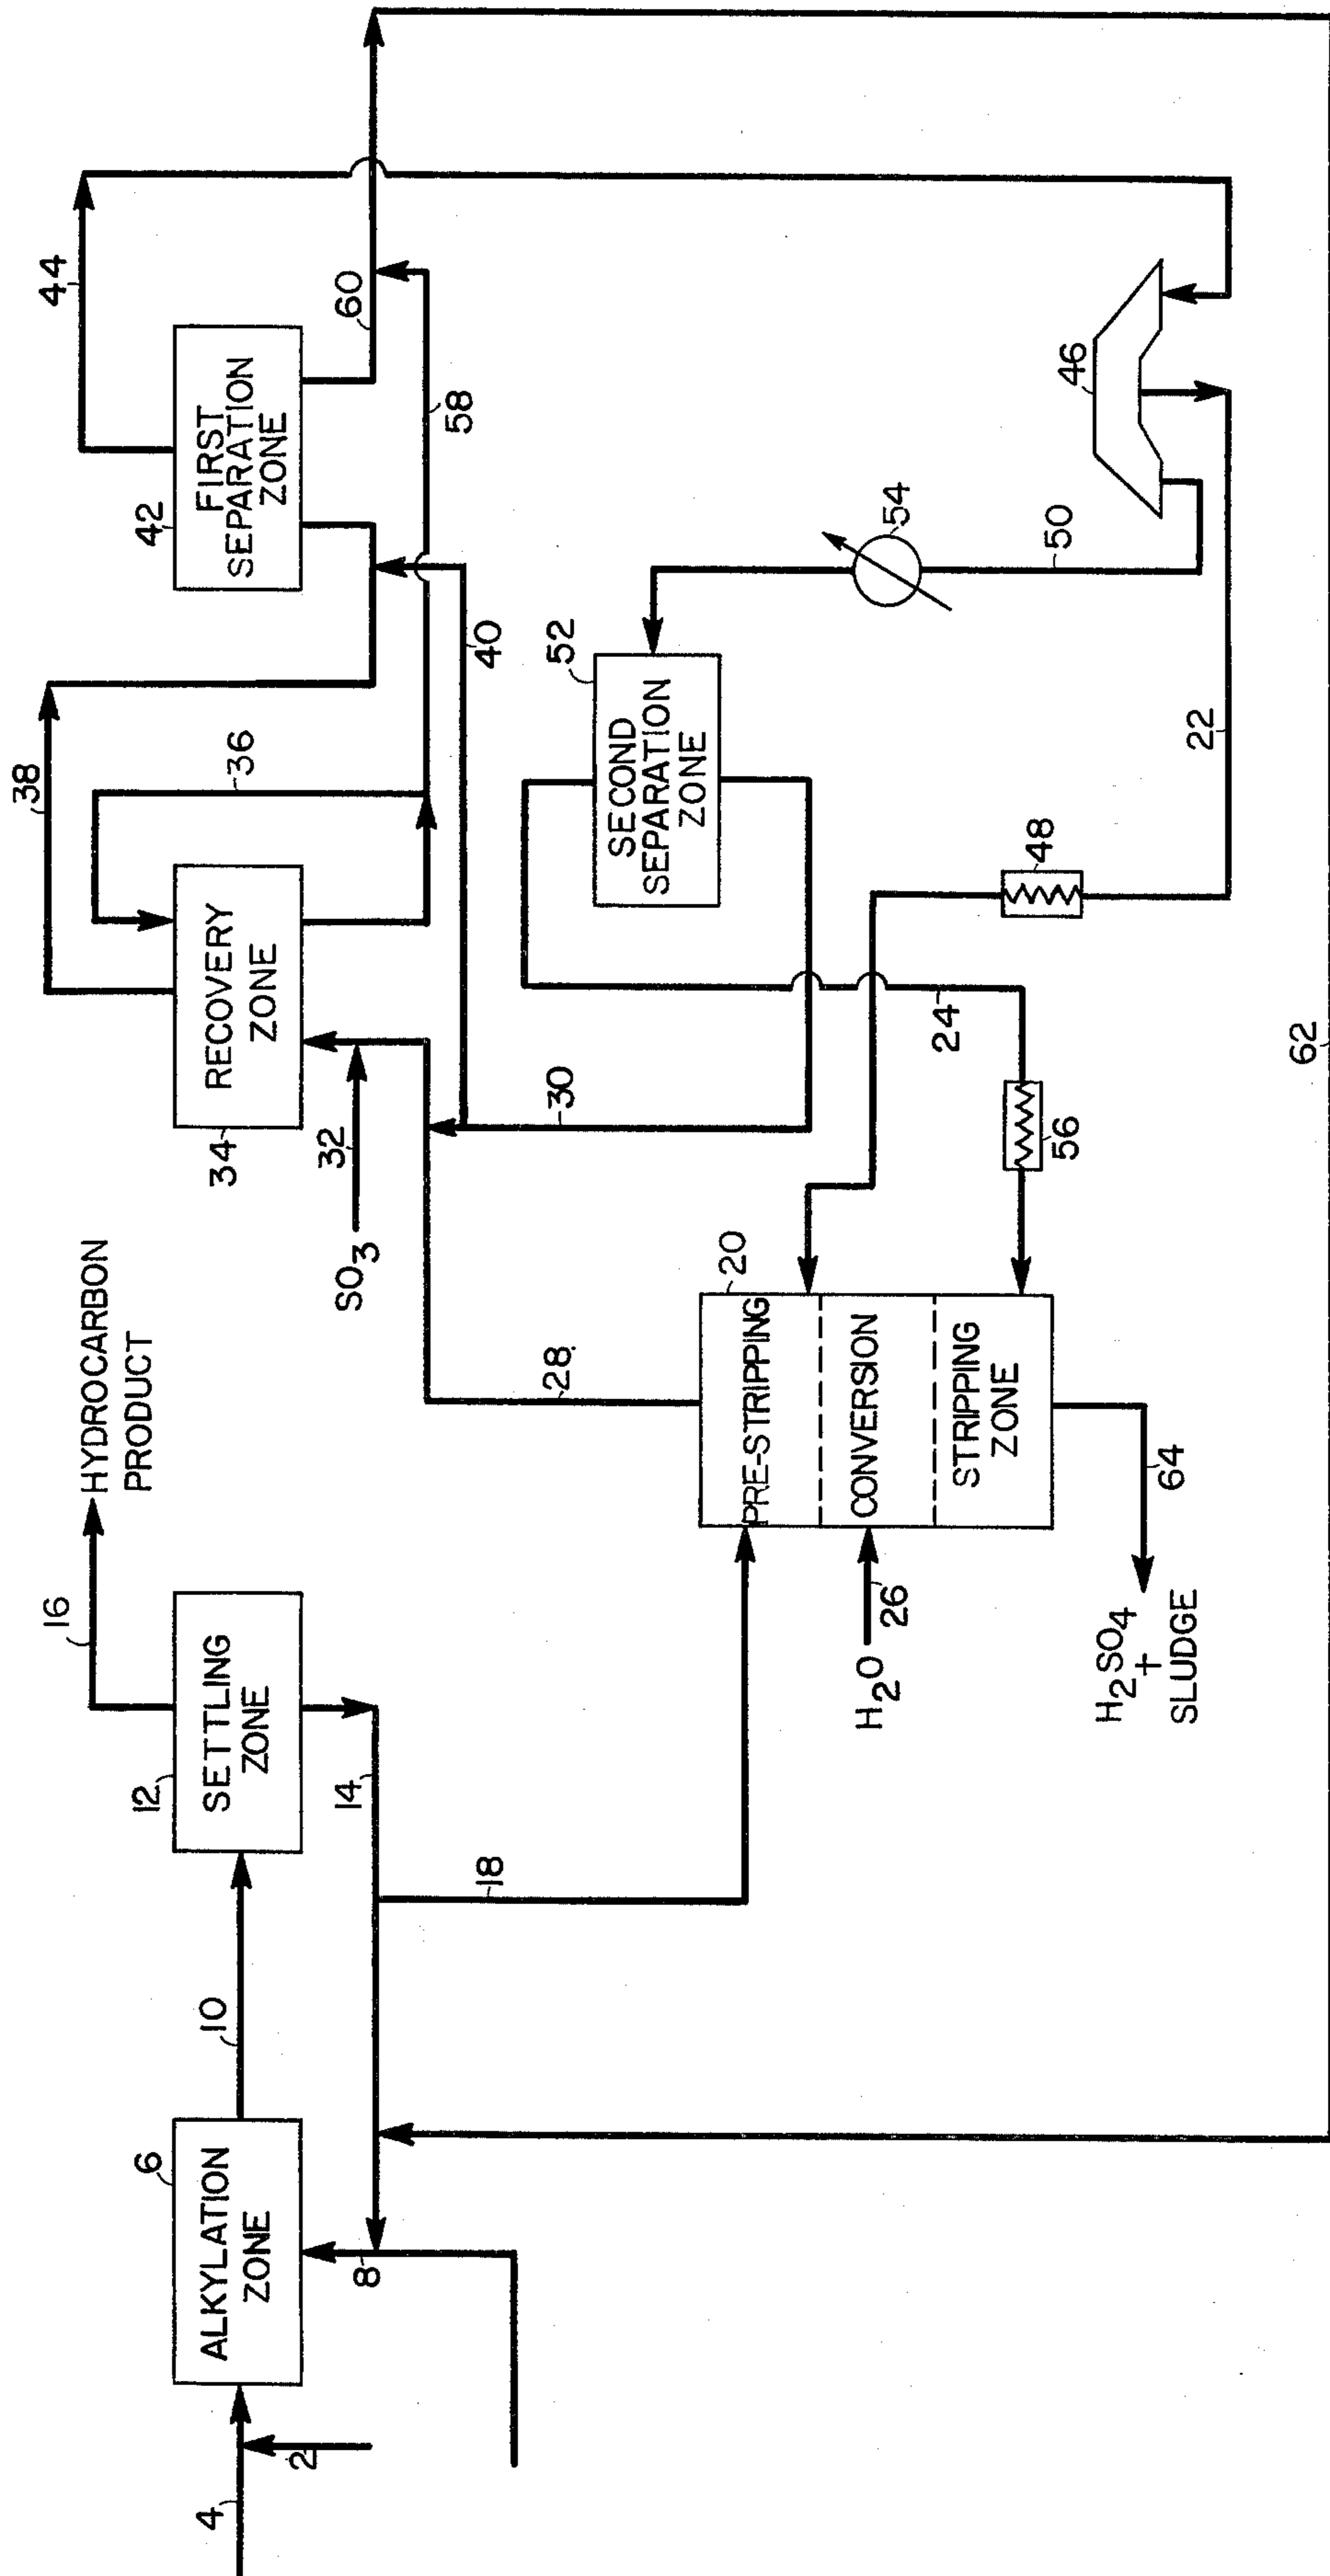 4
2
ALKYLATION
ZONE
6
8
10
12
SETTLING
ZONE
14
16
HYDROCARBON
PRODUCT
18
PRE-STRIPPING
CONVERSION
STRIPPING
ZONE
20
H2O
26
H2SO4
+
SLUDGE
64
28
SO3
32
34
RECOVERY
ZONE
36
38
30
40
42
FIRST
SEPARATION
ZONE
44
58
60
52
SECOND
SEPARATION
ZONE
54
50
46
22
48
24
56
62